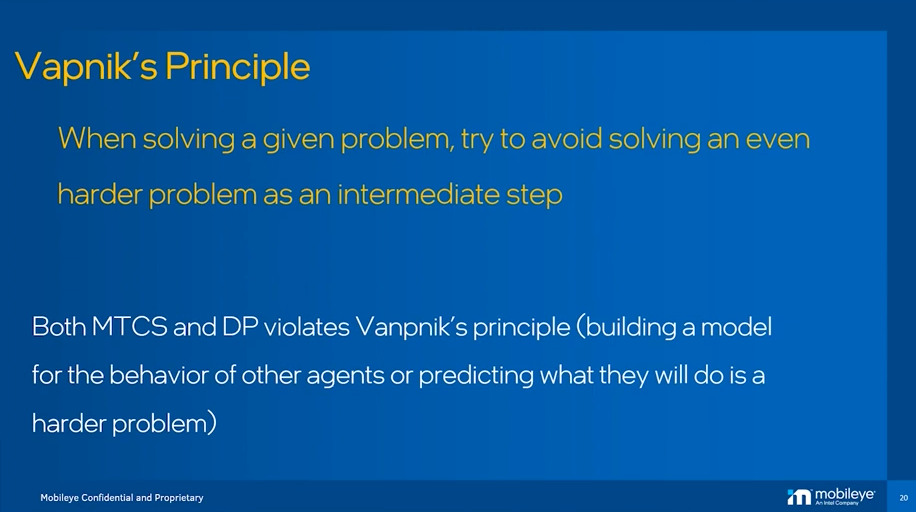 Vapnik's Principle
When solving a given problem, try to avoid solving an even
harder problem as an intermediate step
Both MTCS and DP violates Vanpnik's principle (building a model
for the behavior of other agents or predicting what they will do is a
harder problem)
Mobileye Confidential and Proprietary
mobileye™
An Intel Company
20